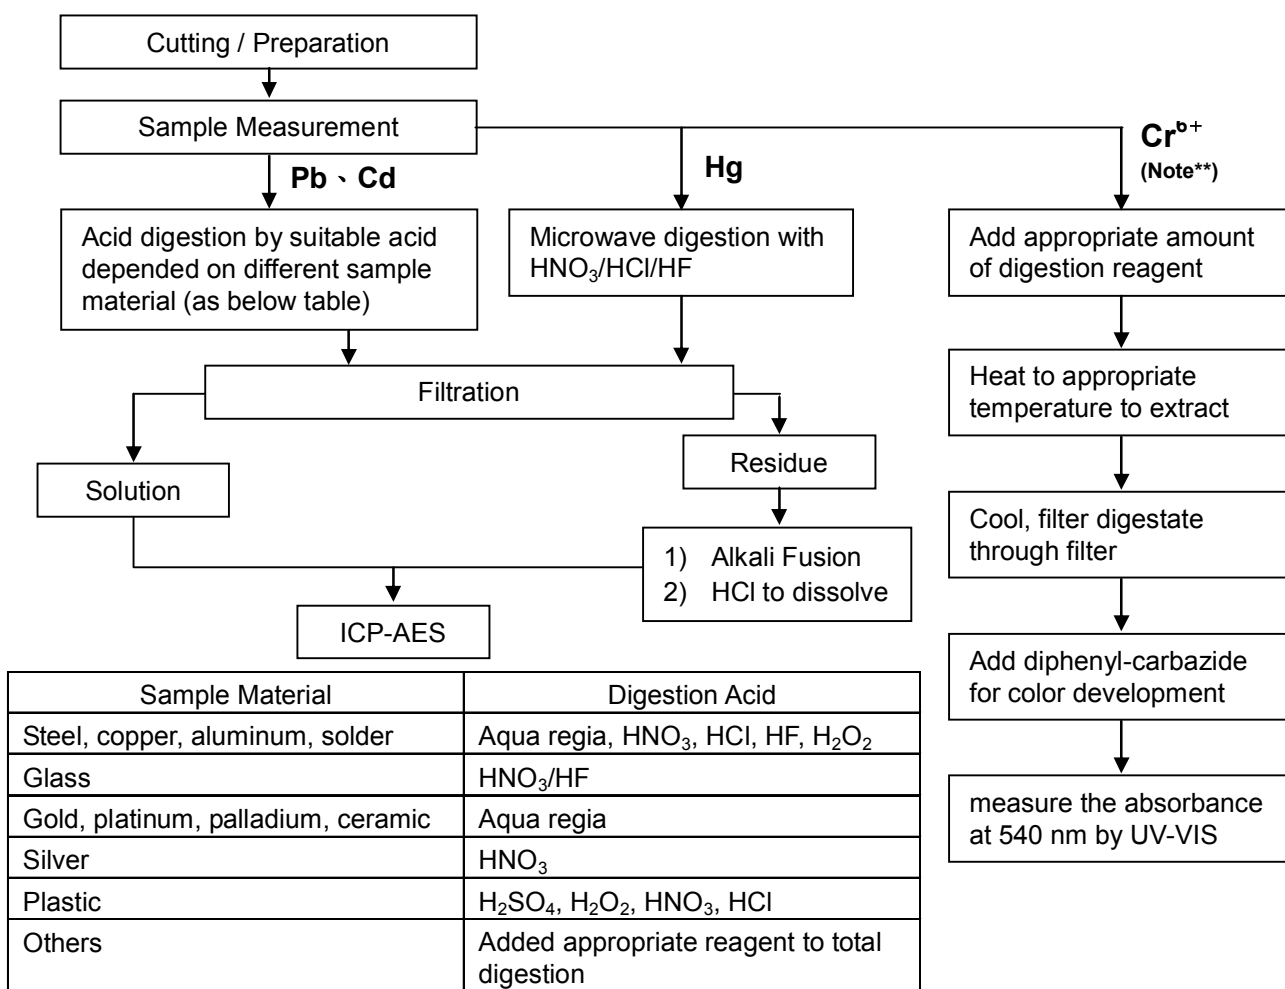 Cutting / Preparation
Sample Measurement
Pb、Cd
Hg
Cr⁶⁺
(Note**)
Acid digestion by suitable acid
depended on different sample
material (as below table)
Microwave digestion with
HNO₃/HCl/HF
Add appropriate amount
of digestion reagent
Filtration
Heat to appropriate
temperature to extract
Solution
Residue
1) Alkali Fusion
2) HCl to dissolve
Cool, filter digestate
through filter
ICP-AES
Add diphenyl-carbazide
for color development
measure the absorbance
at 540 nm by UV-VIS
Sample Material Digestion Acid
Steel, copper, aluminum, solder Aqua regia, HNO₃, HCl, HF, H₂O₂
Glass HNO₃/HF
Gold, platinum, palladium, ceramic Aqua regia
Silver HNO₃
Plastic H₂SO₄, H₂O₂, HNO₃, HCl
Others Added appropriate reagent to total
digestion